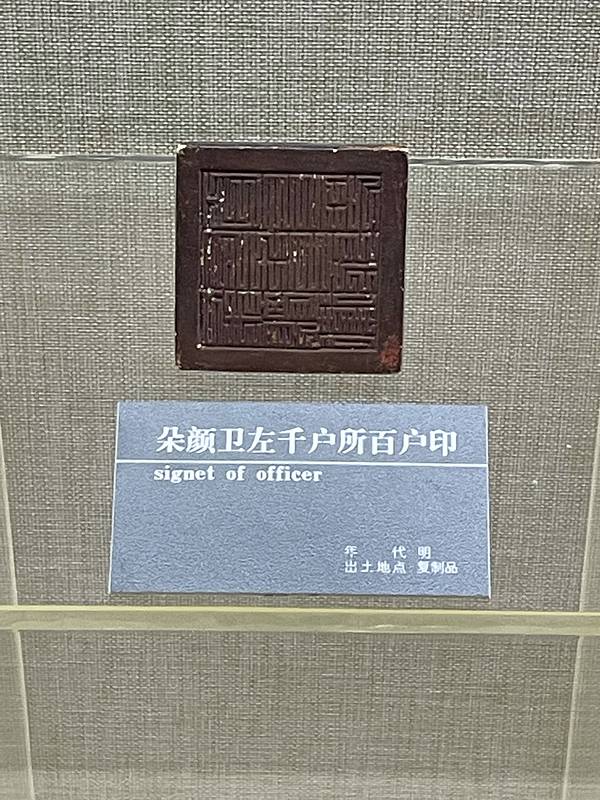 朵颜卫左千户所百户印
signet of officer
年 代 明
出土地点 复制品